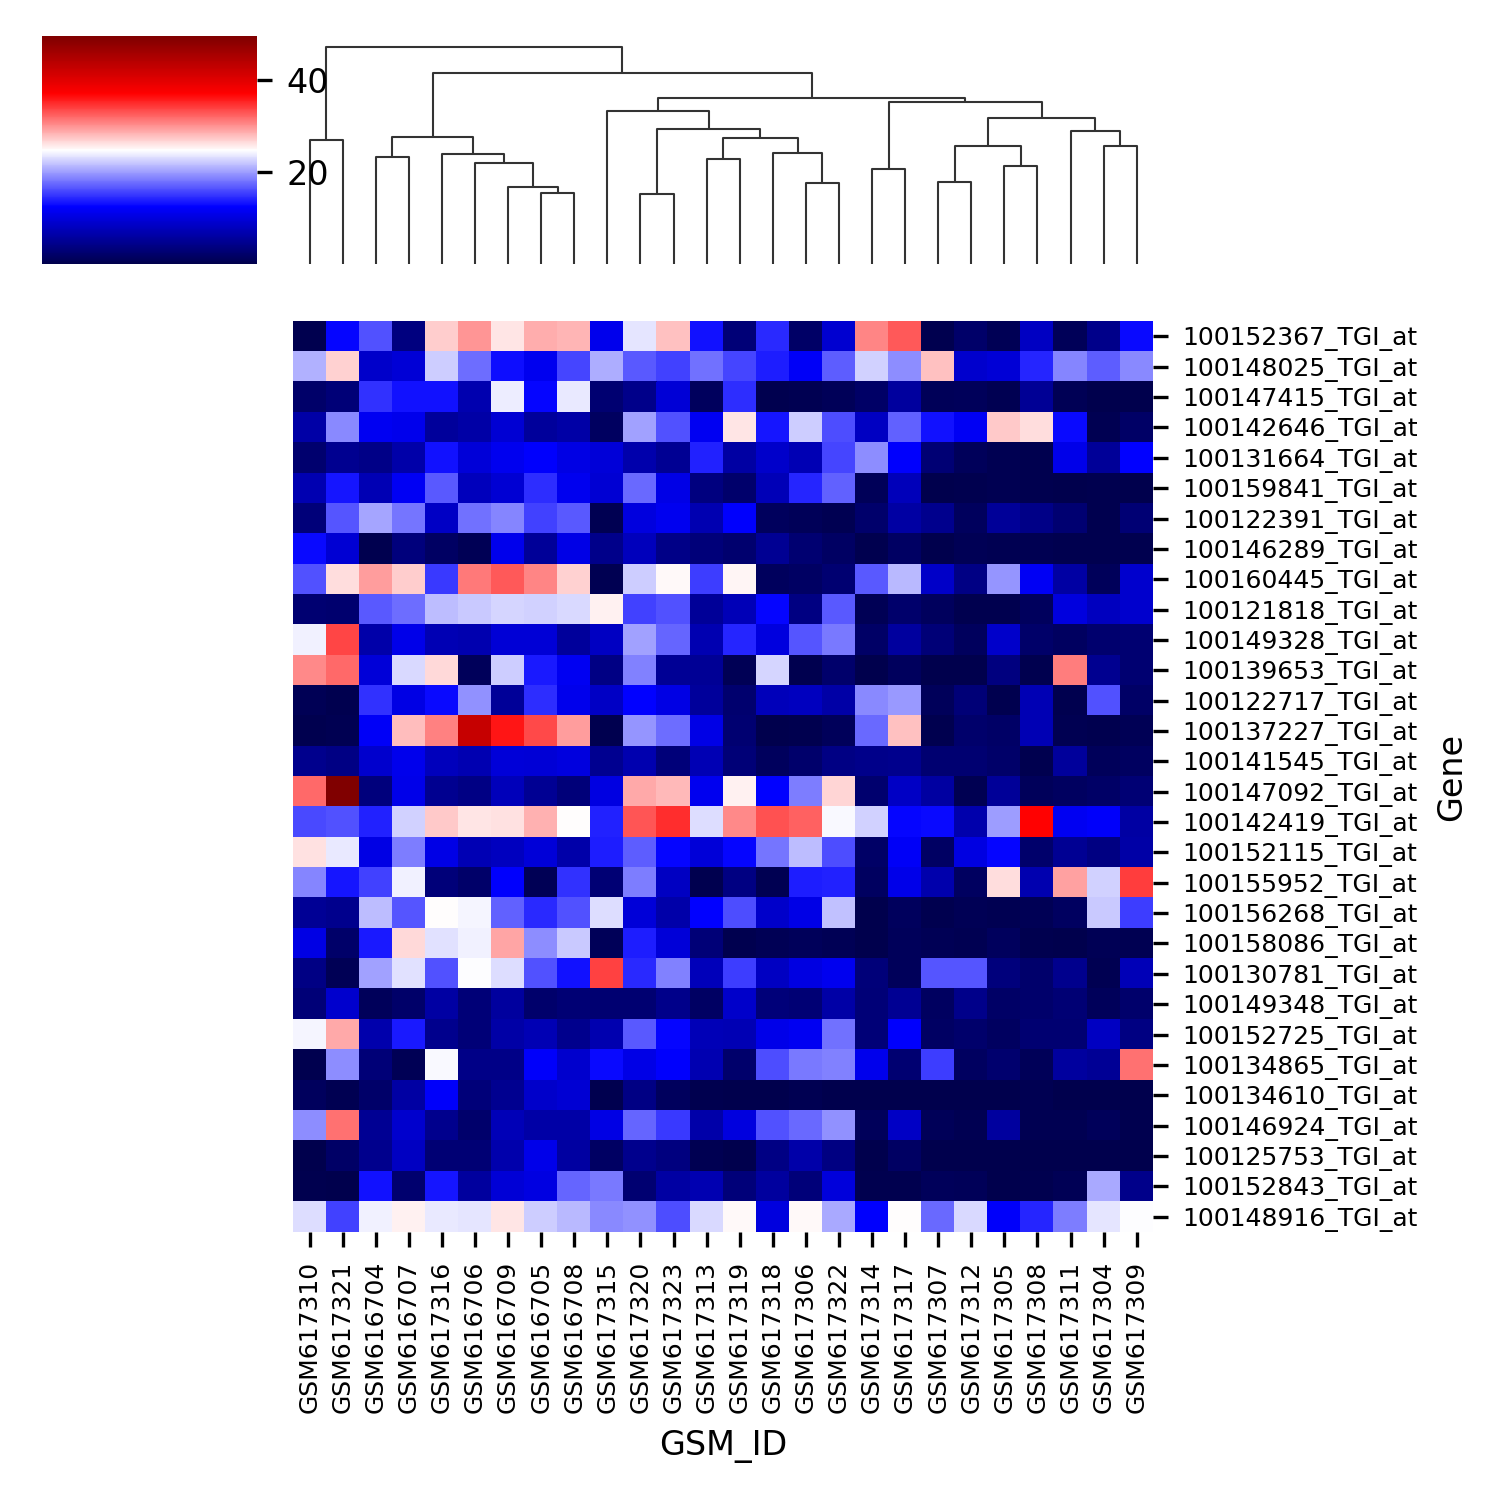 40
20
100152367_TGI_at
100148025_TGI_at
100147415_TGI_at
100142646_TGI_at
100131664_TGI_at
100159841_TGI_at
100122391_TGI_at
100146289_TGI_at
100160445_TGI_at
100121818_TGI_at
100149328_TGI_at
100139653_TGI_at
100122717_TGI_at
100137227_TGI_at
100141545_TGI_at
100147092_TGI_at
100142419_TGI_at
100152115_TGI_at
100155952_TGI_at
100156268_TGI_at
100158086_TGI_at
100130781_TGI_at
100149348_TGI_at
100152725_TGI_at
100134865_TGI_at
100134610_TGI_at
100146924_TGI_at
100125753_TGI_at
100152843_TGI_at
100148916_TGI_at
Gene
GSM617310
GSM617321
GSM616704
GSM616707
GSM617316
GSM616706
GSM616709
GSM616705
GSM616708
GSM617315
GSM617320
GSM617323
GSM617313
GSM617319
GSM617318
GSM617306
GSM617322
GSM617314
GSM617317
GSM617307
GSM617312
GSM617305
GSM617308
GSM617311
GSM617304
GSM617309
GSM_ID